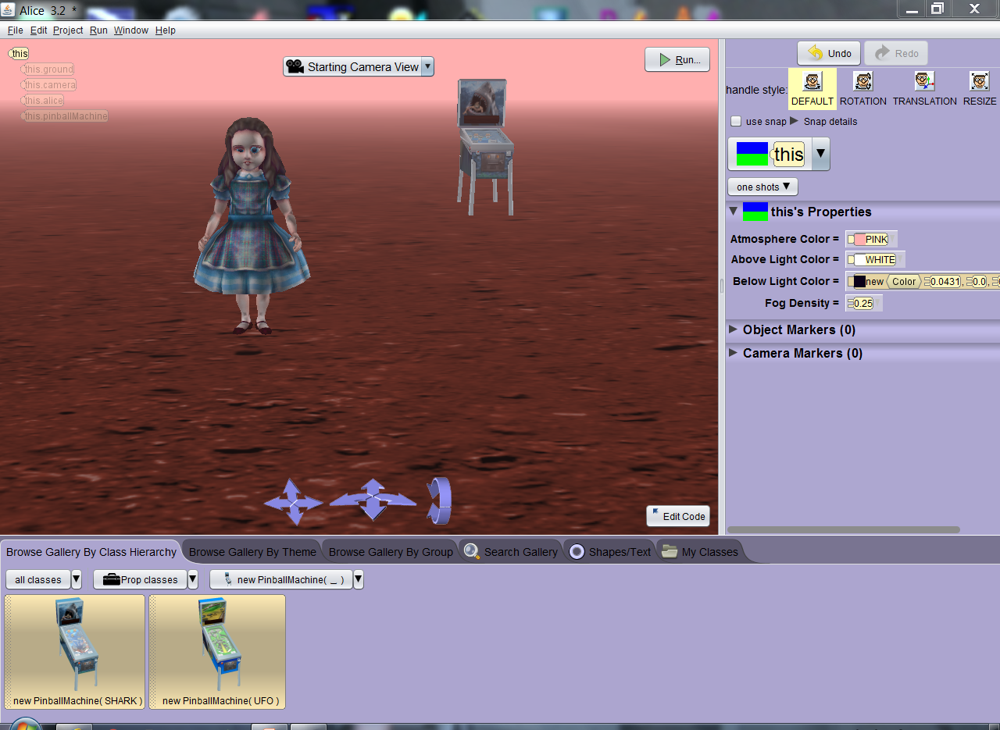 Alice 3.2 *
File Edit Project Run Window Help
this
this.ground
this.camera
this.alice
this.pinballMachine
Starting Camera View
Run...
Edit Code
Undo
Redo
handle style:
DEFAULT ROTATION TRANSLATION RESIZE
use snap Snap details
this
one shots
this's Properties
Atmosphere Color = PINK
Above Light Color = WHITE
Below Light Color = new Color 0.0431, 0.0,
Fog Density = 0.25
Object Markers (0)
Camera Markers (0)
Browse Gallery By Class Hierarchy Browse Gallery By Theme Browse Gallery By Group Search Gallery Shapes/Text My Classes
all classes Prop classes new PinballMachine( _ )
new PinballMachine( SHARK ) new PinballMachine( UFO )